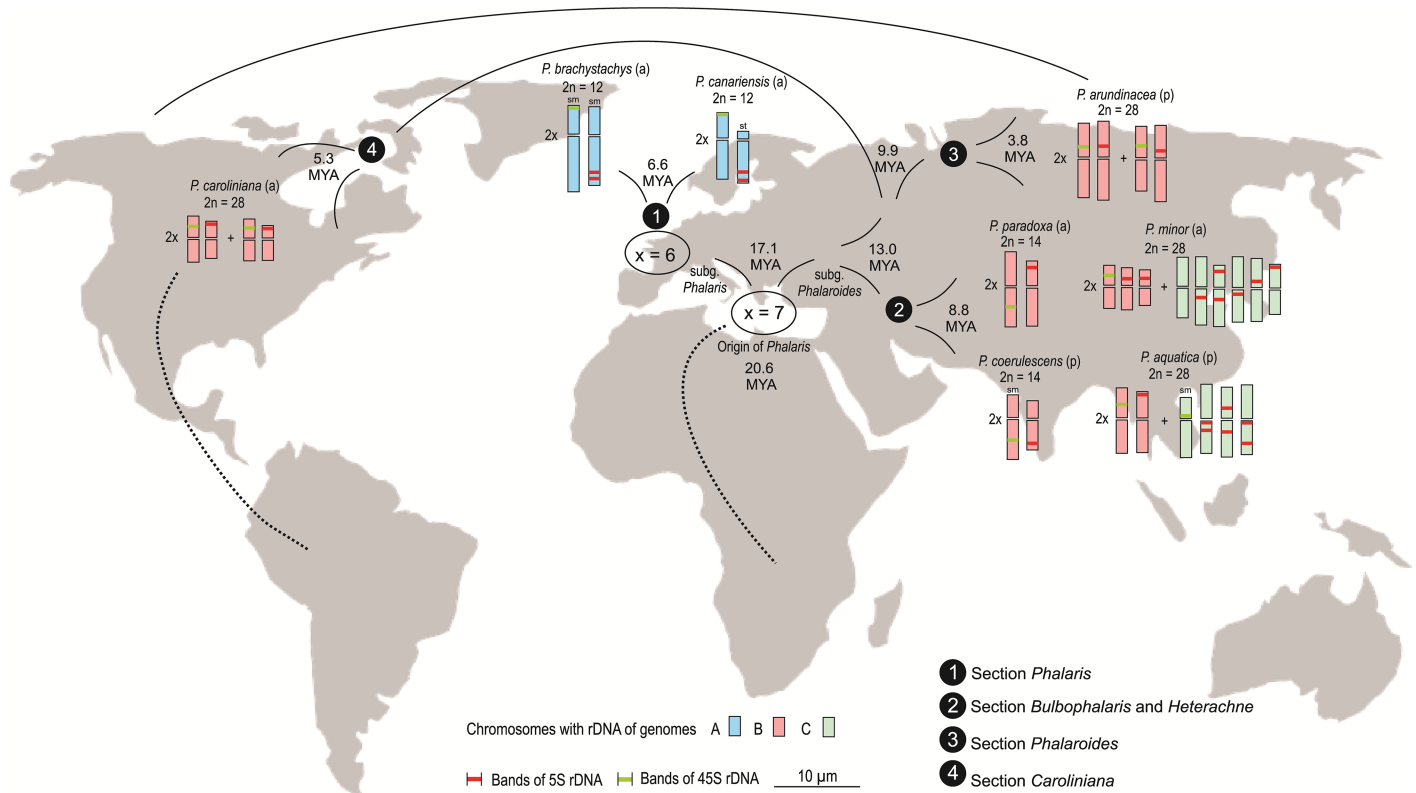 P. brachystachys (a)
2n = 12
sm sm
2x
P. canariensis (a)
2n = 12
st
2x
P. arundinacea (p)
2n = 28
2x
+
4
5.3
MYA
6.6
MYA
9.9
MYA
3
3.8
MYA
P. caroliniana (a)
2n = 28
2x
+
1
x = 6
17.1
MYA
subg.
Phalaris
13.0
MYA
subg.
Phalaroides
P. paradoxa (a)
2n = 14
2x
P. minor (a)
2n = 28
2x
+
x = 7
2
8.8
MYA
Origin of Phalaris
20.6
MYA
P. coerulescens (p)
2n = 14
sm
2x
P. aquatica (p)
2n = 28
sm
2x
+
1 Section Phalaris
2 Section Bulbophalaris and Heterachne
3 Section Phalaroides
4 Section Caroliniana
Chromosomes with rDNA of genomes A B C
Bands of 5S rDNA Bands of 45S rDNA 10 µm